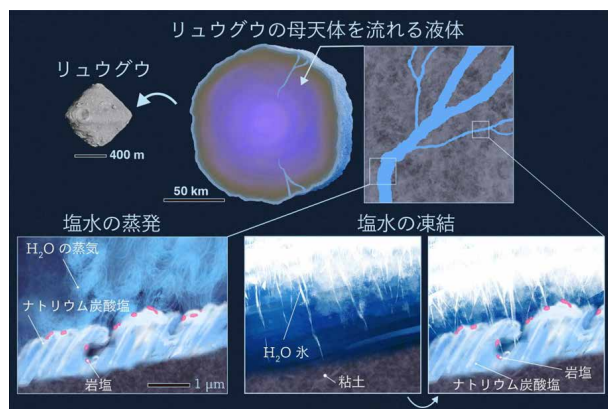 リュウグウの母天体を流れる液体
リュウグウ
400 m
50 km
塩水の蒸発
塩水の凍結
H₂O の蒸気
ナトリウム炭酸塩
岩塩
1 μm
H₂O 氷
粘土
岩塩
ナトリウム炭酸塩